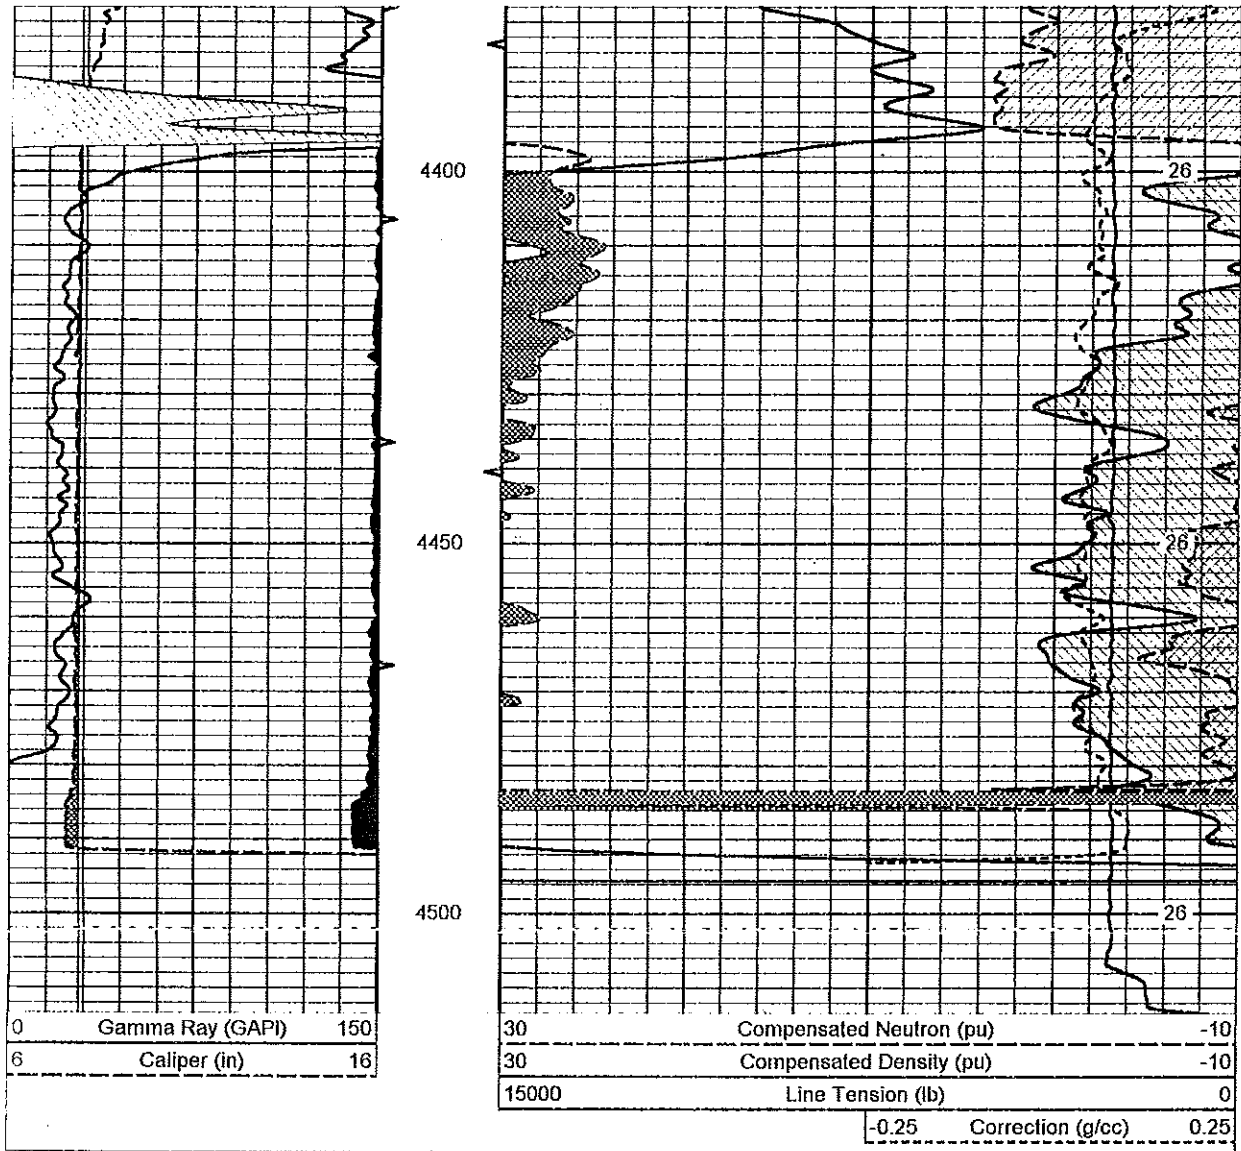 4400
26
4450
26
4500
26
0 Gamma Ray (GAPI) 150
6 Caliper (in) 16
30 Compensated Neutron (pu) -10
30 Compensated Density (pu) -10
15000 Line Tension (lb) 0
-0.25 Correction (g/cc) 0.25